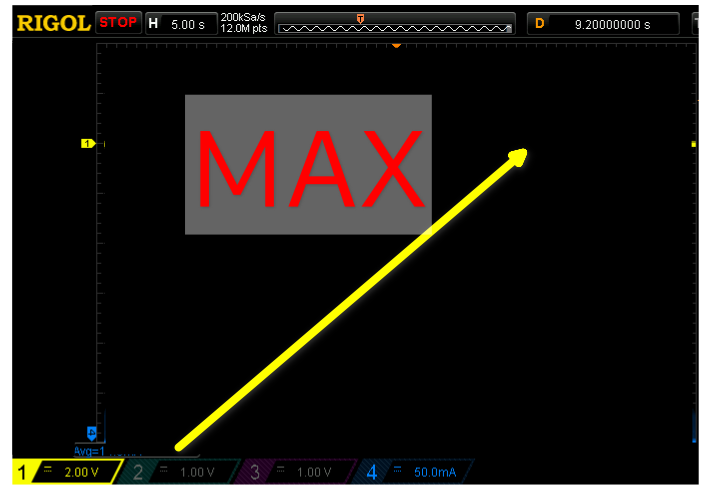 RIGOL STOP H 5.00 s 200kSa/s 12.0M pts T D 9.20000000 s T
MAX
1
Avg=1
1 2.00 V 2 1.00 V 3 1.00 V 4 50.0mA